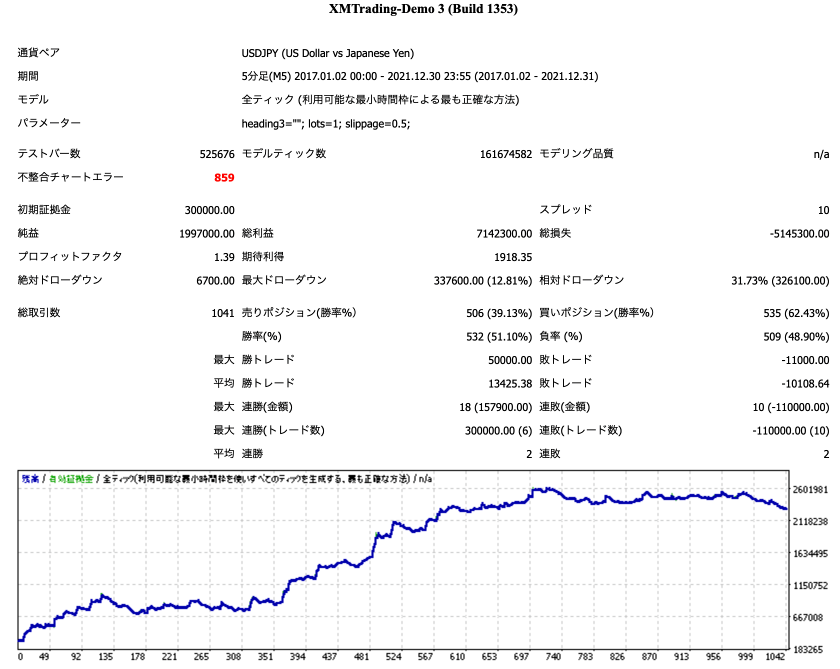 XMTrading-Demo 3 (Build 1353)
通貨ペア USDJPY (US Dollar vs Japanese Yen)
期間 5分足(M5) 2017.01.02 00:00 - 2021.12.30 23:55 (2017.01.02 - 2021.12.31)
モデル 全ティック (利用可能な最小時間枠による最も正確な方法)
パラメーター heading3=""; lots=1; slippage=0.5;
テストバー数 525676 モデルティック数 161674582 モデリング品質 n/a
不整合チャートエラー 859
初期証拠金 300000.00 スプレッド 10
純益 1997000.00 総利益 7142300.00 総損失 -5145300.00
プロフィットファクタ 1.39 期待利得 1918.35
絶対ドローダウン 6700.00 最大ドローダウン 337600.00 (12.81%) 相対ドローダウン 31.73% (326100.00)
総取引数 1041 売りポジション(勝率%) 506 (39.13%) 買いポジション(勝率%) 535 (62.43%)
勝率(%) 532 (51.10%) 負率 (%) 509 (48.90%)
最大 勝トレード 50000.00 敗トレード -11000.00
平均 勝トレード 13425.38 敗トレード -10108.64
最大 連勝(金額) 18 (157900.00) 連敗(金額) 10 (-110000.00)
最大 連勝(トレード数) 300000.00 (6) 連敗(トレード数) -110000.00 (10)
平均 連勝 2 連敗 2
残高 / 有効証拠金 / 全ティック(利用可能な最小時間枠を使いすべてのティックを生成する、最も正確な方法) / n/a
2601981
2118238
1634495
1150752
667008
183265
0 49 92 135 178 221 265 308 351 394 437 481 524 567 610 653 697 740 783 826 870 913 956 999 1042